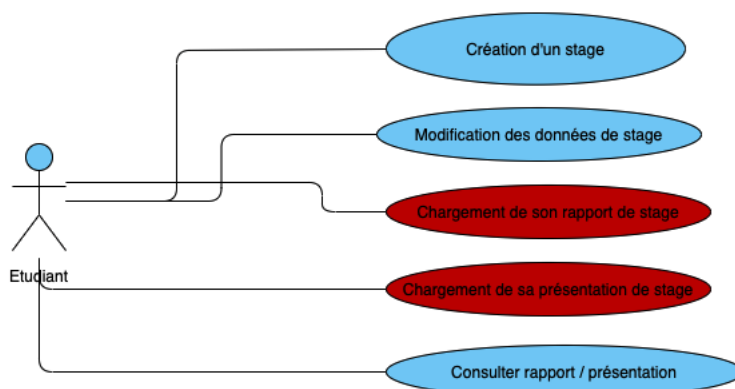 Création d'un stage
Modification des données de stage
Chargement de son rapport de stage
Etudiant
Chargement de sa présentation de stage
Consulter rapport / présentation